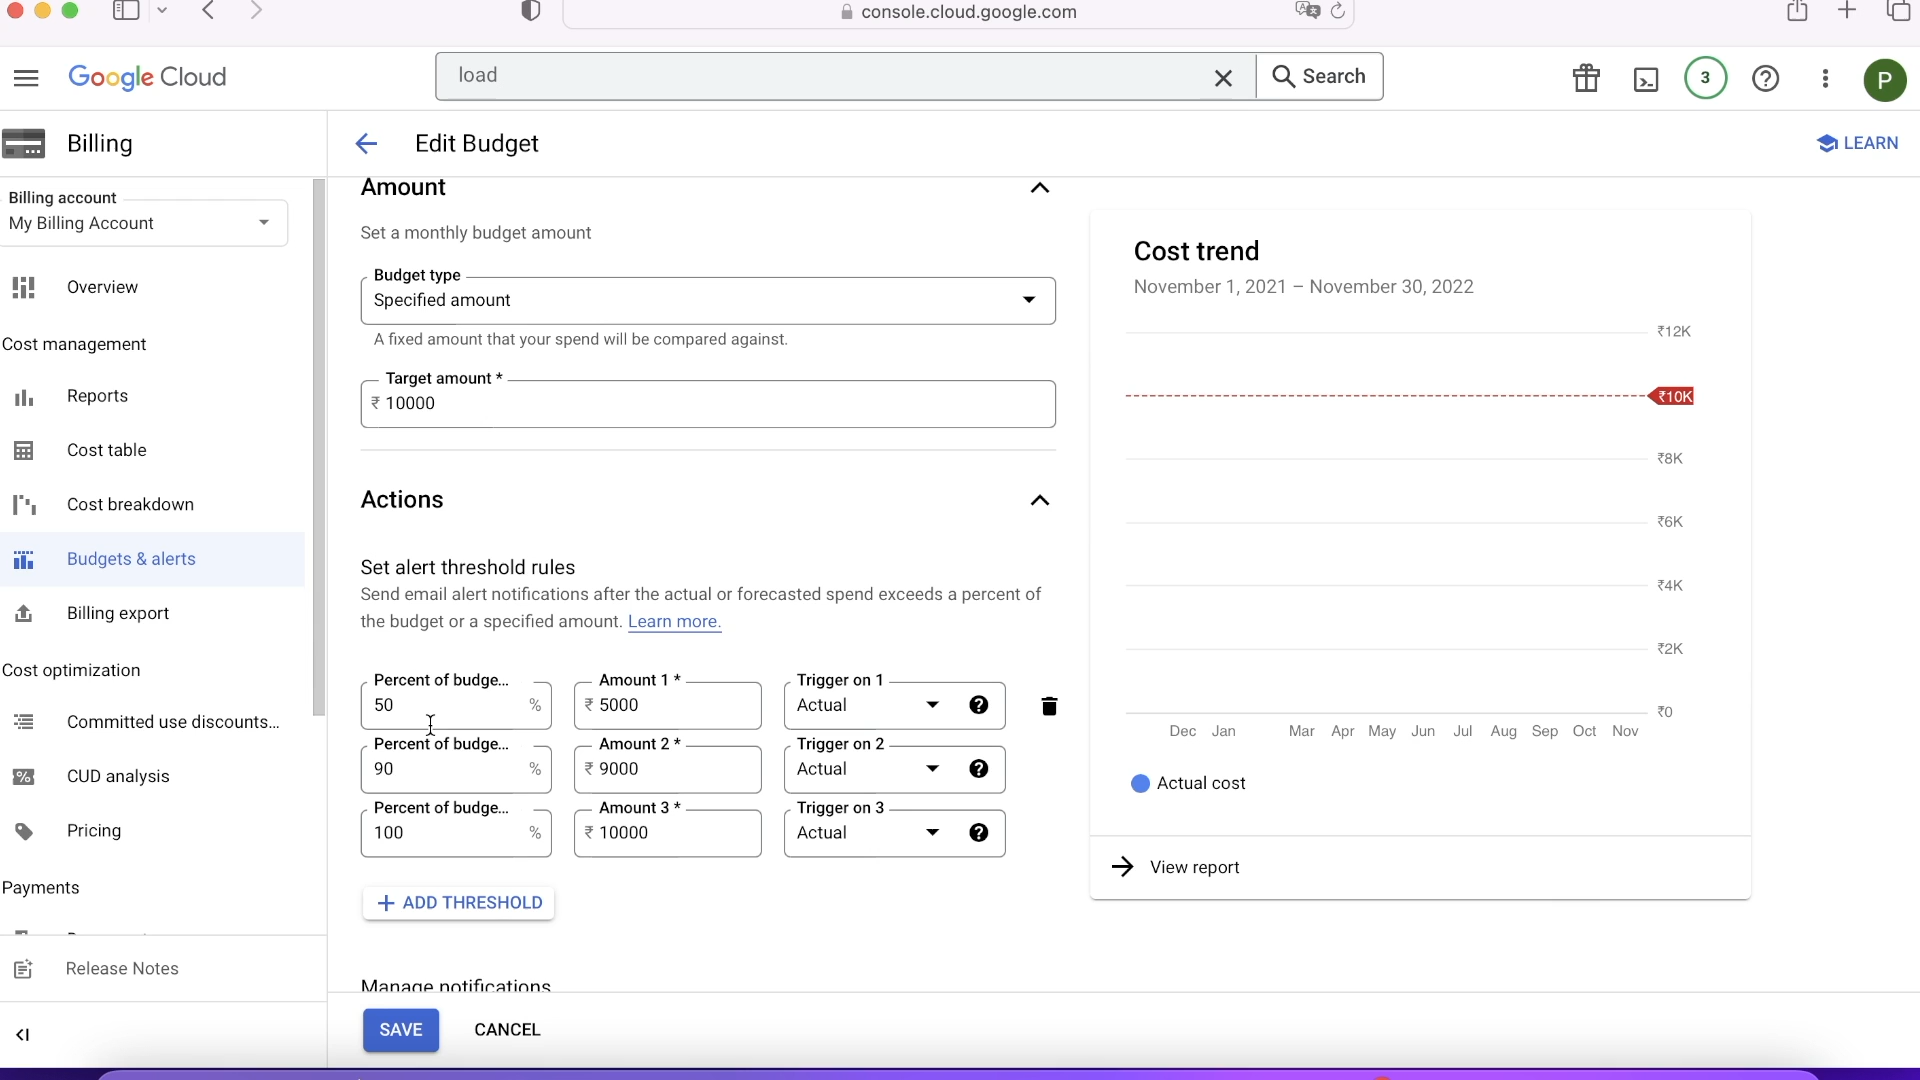 console.cloud.google.com
Google Cloud
load
Search
3
P
Billing
Edit Budget
LEARN
Billing account
My Billing Account
Overview
Cost management
Reports
Cost table
Cost breakdown
Budgets & alerts
Billing export
Cost optimization
Committed use discounts...
CUD analysis
Pricing
Payments
Release Notes
Amount
Set a monthly budget amount
Budget type
Specified amount
A fixed amount that your spend will be compared against.
Target amount *
₹ 10000
Actions
Set alert threshold rules
Send email alert notifications after the actual or forecasted spend exceeds a percent of
the budget or a specified amount. Learn more.
Percent of budge... Amount 1 * Trigger on 1
50 % ₹ 5000 Actual
Percent of budge... Amount 2 * Trigger on 2
90 % ₹ 9000 Actual
Percent of budge... Amount 3 * Trigger on 3
100 % ₹ 10000 Actual
+ ADD THRESHOLD
Manage notifications
SAVE CANCEL
Cost trend
November 1, 2021 – November 30, 2022
₹12K
₹10K
₹8K
₹6K
₹4K
₹2K
₹0
Dec Jan Mar Apr May Jun Jul Aug Sep Oct Nov
Actual cost
View report